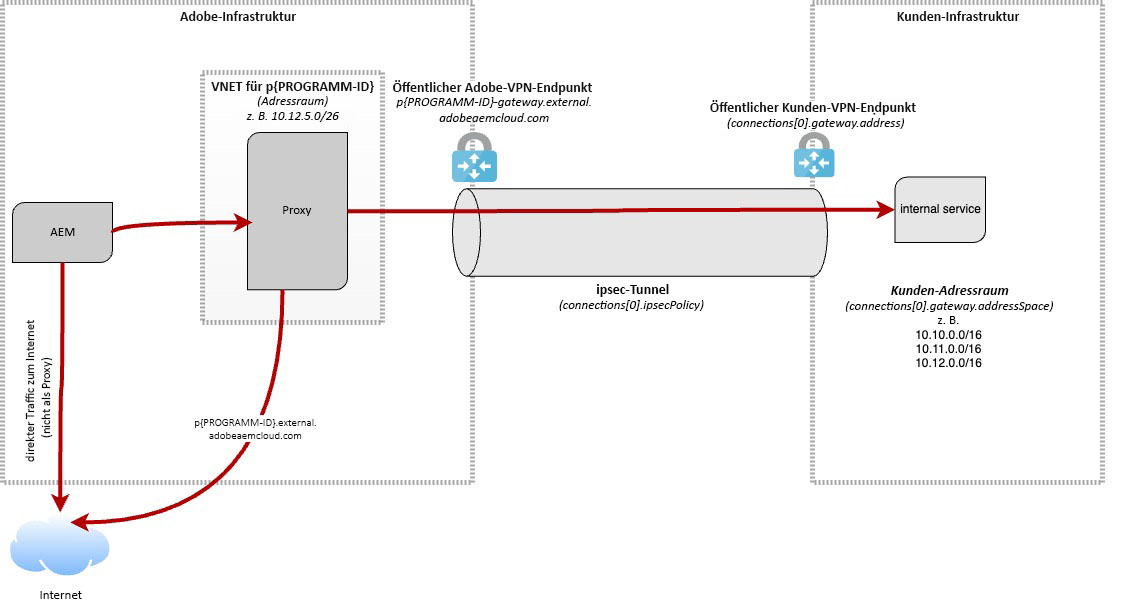 Adobe-Infrastruktur
Kunden-Infrastruktur
VNET für p{PROGRAMM-ID}
(Adressraum)
z. B. 10.12.5.0/26
Öffentlicher Adobe-VPN-Endpunkt
p{PROGRAMM-ID}-gateway.external.
adobeaemcloud.com
Öffentlicher Kunden-VPN-Endpunkt
(connections[0].gateway.address)
AEM
Proxy
internal service
ipsec-Tunnel
(connections[0].ipsecPolicy)
Kunden-Adressraum
(connections[0].gateway.addressSpace)
z. B.
10.10.0.0/16
10.11.0.0/16
10.12.0.0/16
direkter Traffic zum Internet
(nicht als Proxy)
p{PROGRAMM-ID}.external.
adobeaemcloud.com
Internet